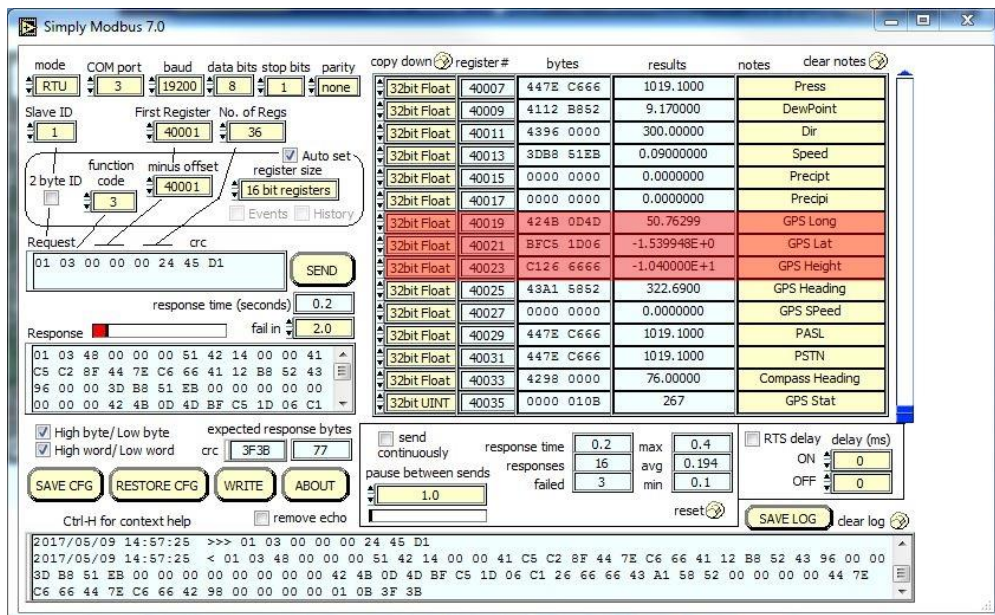 Simply Modbus 7.0
mode COM port baud data bits stop bits parity
RTU 3 19200 8 1 none
Slave ID First Register No. of Regs
1 40001 36
2 byte ID function code minus offset Auto set register size
3 40001 16 bit registers
Events History
Request crc
01 03 00 00 00 24 45 D1
SEND
response time (seconds) 0.2
Response fail in 2.0
01 03 48 00 00 00 51 42 14 00 00 41
C5 C2 8F 44 7E C6 66 41 12 B8 52 43
96 00 00 3D B8 51 EB 00 00 00 00 00
00 00 00 42 4B 0D 4D BF C5 1D 06 C1
High byte/Low byte expected response bytes
High word/Low word crc 3F3B 77
SAVE CFG RESTORE CFG WRITE ABOUT
Ctrl-H for context help remove echo
copy down register# bytes results notes clear notes
32bit Float 40007 447E C666 1019.1000 Press
32bit Float 40009 4112 B852 9.170000 DewPoint
32bit Float 40011 4396 0000 300.00000 Dir
32bit Float 40013 3DB8 51EB 0.09000000 Speed
32bit Float 40015 0000 0000 0.0000000 Precipt
32bit Float 40017 0000 0000 0.0000000 Precipi
32bit Float 40019 424B 0D4D 50.76299 GPS Long
32bit Float 40021 BFC5 1D06 -1.539948E+0 GPS Lat
32bit Float 40023 C126 6666 -1.040000E+1 GPS Height
32bit Float 40025 43A1 5852 322.6900 GPS Heading
32bit Float 40027 0000 0000 0.0000000 GPS SPeed
32bit Float 40029 447E C666 1019.1000 PASL
32bit Float 40031 447E C666 1019.1000 PSTN
32bit Float 40033 4298 0000 76.00000 Compass Heading
32bit UINT 40035 0000 010B 267 GPS Stat
send continuously response time 0.2 max 0.4
responses 16 avg 0.194
pause between sends failed 3 min 0.1
1.0
reset
RTS delay delay (ms)
ON 0
OFF 0
SAVE LOG clear log
2017/05/09 14:57:25 >>> 01 03 00 00 00 24 45 D1
2017/05/09 14:57:25 < 01 03 48 00 00 00 51 42 14 00 00 41 C5 C2 8F 44 7E C6 66 41 12 B8 52 43 96 00 00
3D B8 51 EB 00 00 00 00 00 00 00 00 42 4B 0D 4D BF C5 1D 06 C1 26 66 66 43 A1 58 52 00 00 00 00 44 7E
C6 66 44 7E C6 66 42 98 00 00 00 00 01 0B 3F 3B